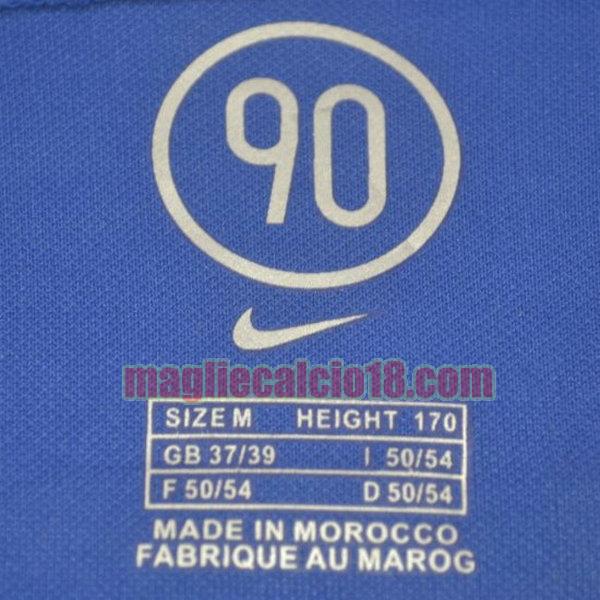 90
magliecalcio18.com
SIZE M HEIGHT 170
GB 37/39 I 50/54
F 50/54 D 50/54
MADE IN MOROCCO
FABRIQUE AU MAROG